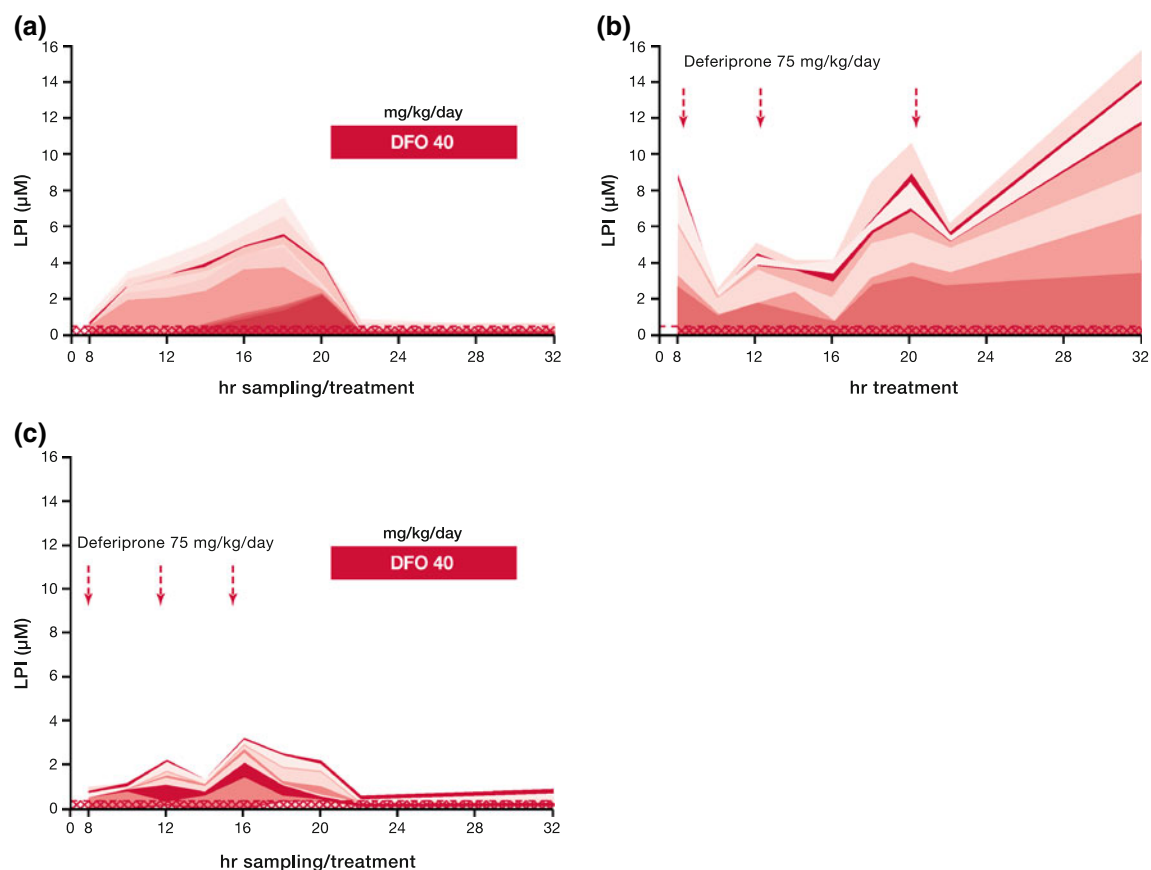 (a)
16
14
12
10
8
6
4
2
0
LPI (µM)
mg/kg/day
DFO 40
0 8 12 16 20 24 28 32
hr sampling/treatment
(b)
16
14
12
10
8
6
4
2
0
LPI (µM)
Deferiprone 75 mg/kg/day
0 8 12 16 20 24 28 32
hr treatment
(c)
16
14
12
10
8
6
4
2
0
LPI (µM)
Deferiprone 75 mg/kg/day
mg/kg/day
DFO 40
0 8 12 16 20 24 28 32
hr sampling/treatment